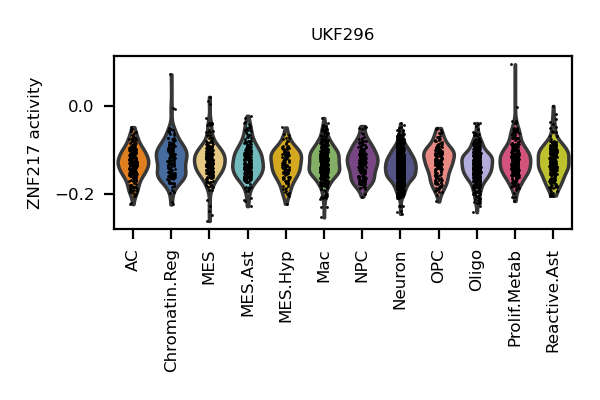 UKF296
ZNF217 activity
0.0
−0.2
AC
Chromatin.Reg
MES
MES.Ast
MES.Hyp
Mac
NPC
Neuron
OPC
Oligo
Prolif.Metab
Reactive.Ast